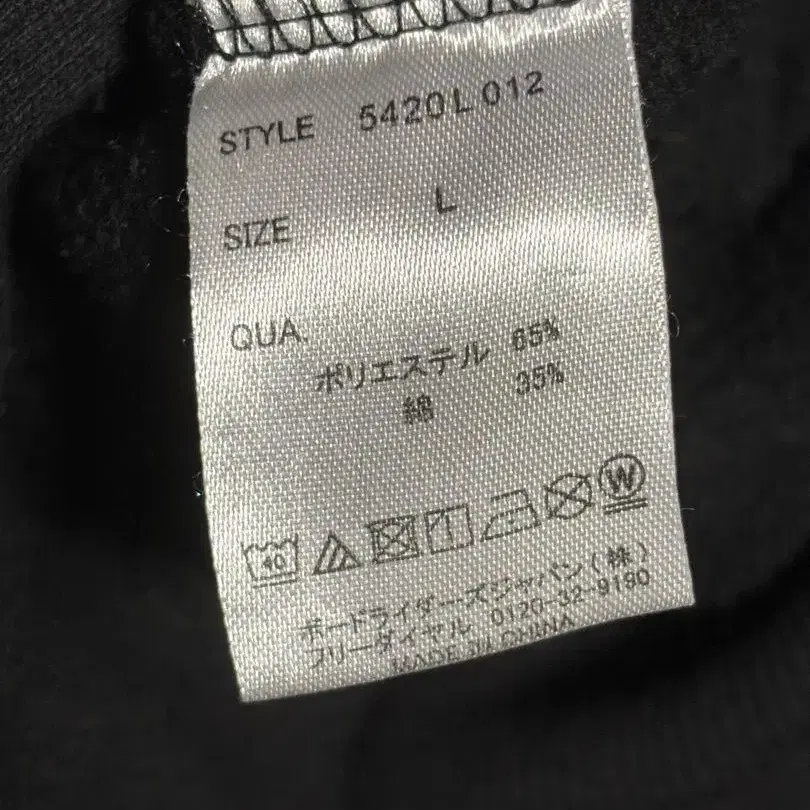 STYLE 5420L 012
SIZE L
QUA.
ポリエステル 65%
綿 35%
40
W
ボードライダーズジャパン(株)
フリーダイヤル 0120-32-9190
MADE IN CHINA